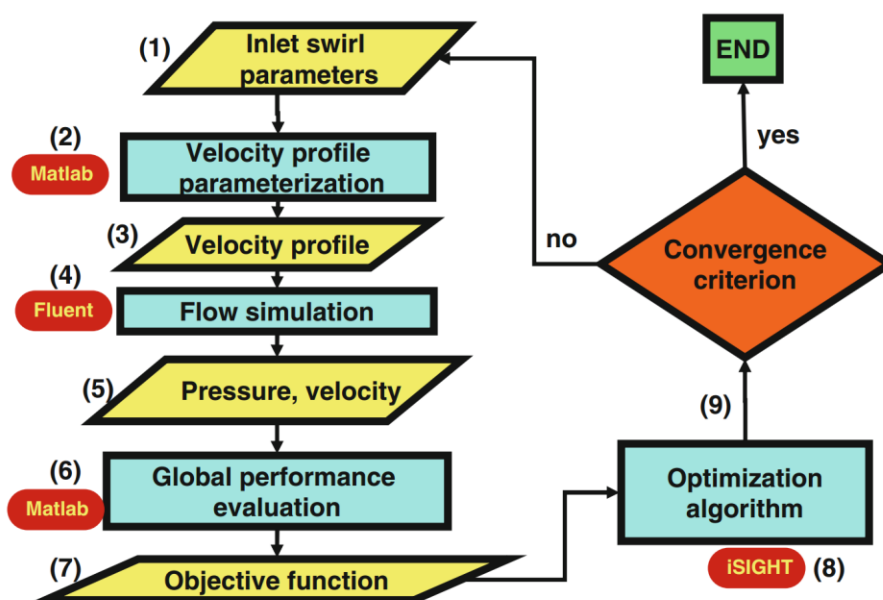 (1)
Inlet swirl
parameters
(2)
Matlab
Velocity profile
parameterization
(3)
Velocity profile
(4)
Fluent
Flow simulation
(5)
Pressure, velocity
(6)
Matlab
Global performance
evaluation
(7)
Objective function
Optimization
algorithm
iSIGHT
(8)
(9)
Convergence
criterion
no
yes
END